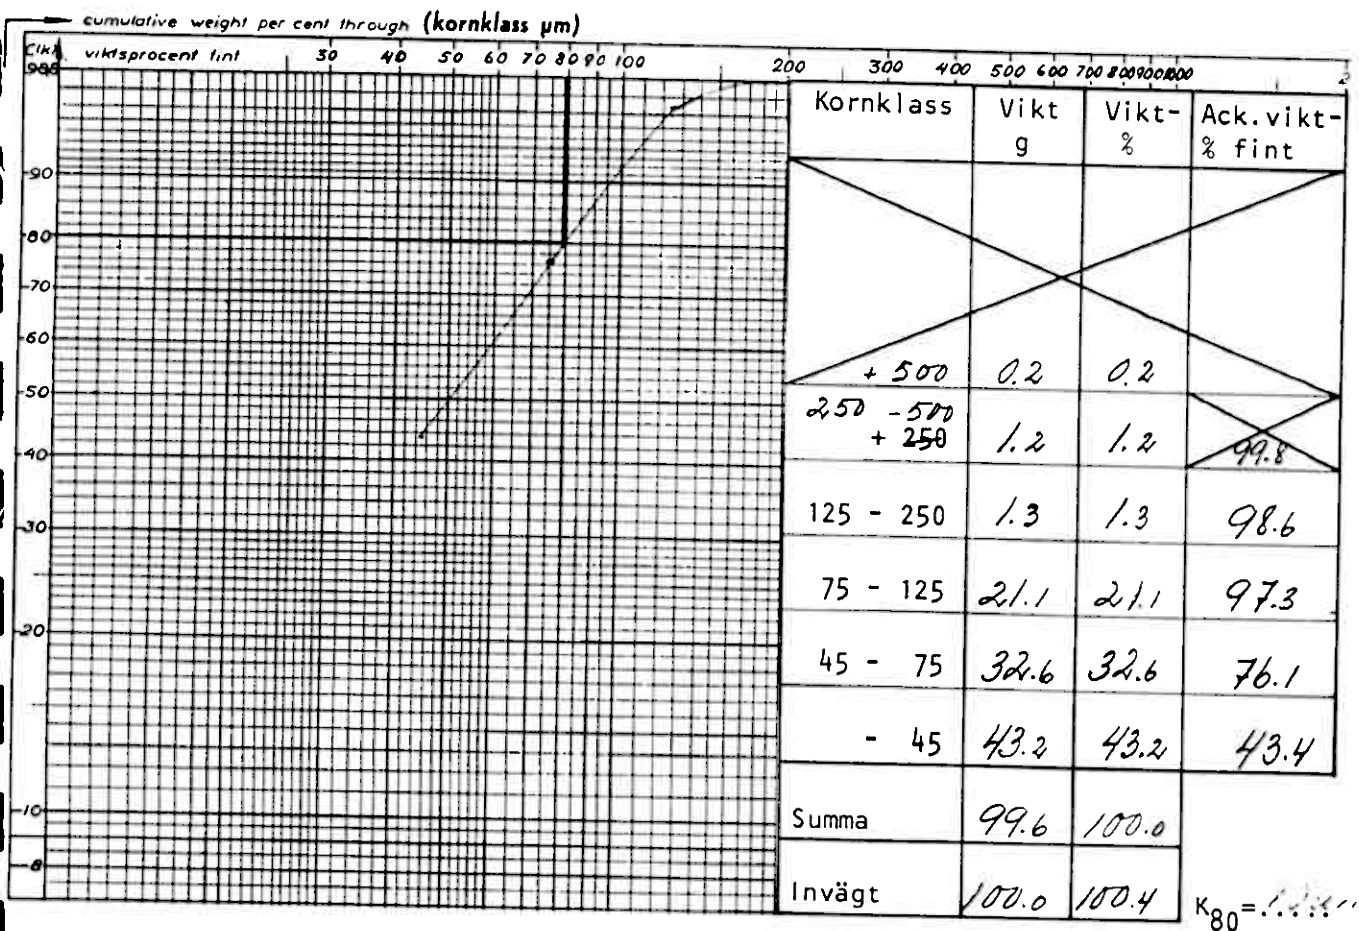 cumulative weight per cent through (kornklass µm)
viktsprocent fint
30 40 50 60 70 80 90 100 200 300 400 500 600 700 800 900 1000 2
90
80
70
60
50
40
30
20
10
8
Kornklass Vikt g Vikt-% Ack.vikt-% fint
+ 500 0.2 0.2
250 - 500
+ 250 1.2 1.2 99.8
125 - 250 1.3 1.3 98.6
75 - 125 21.1 21.1 97.3
45 - 75 32.6 32.6 76.1
- 45 43.2 43.2 43.4
Summa 99.6 100.0
Invägt 100.0 100.4
K80=